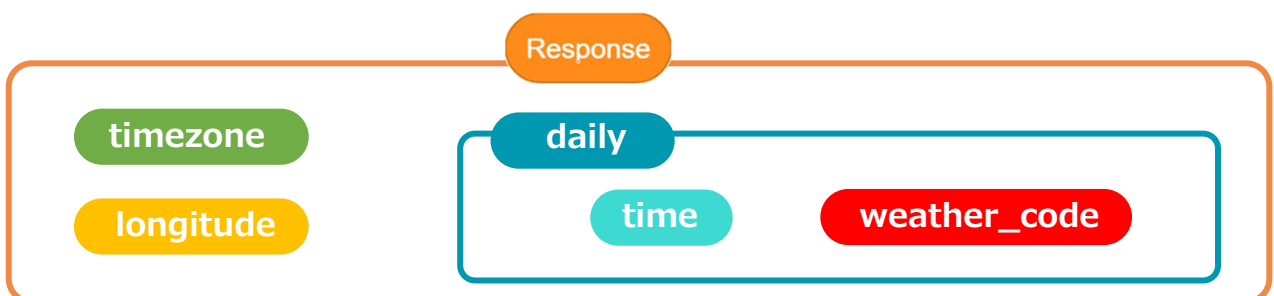 Response
timezone
daily
longitude
time
weather_code